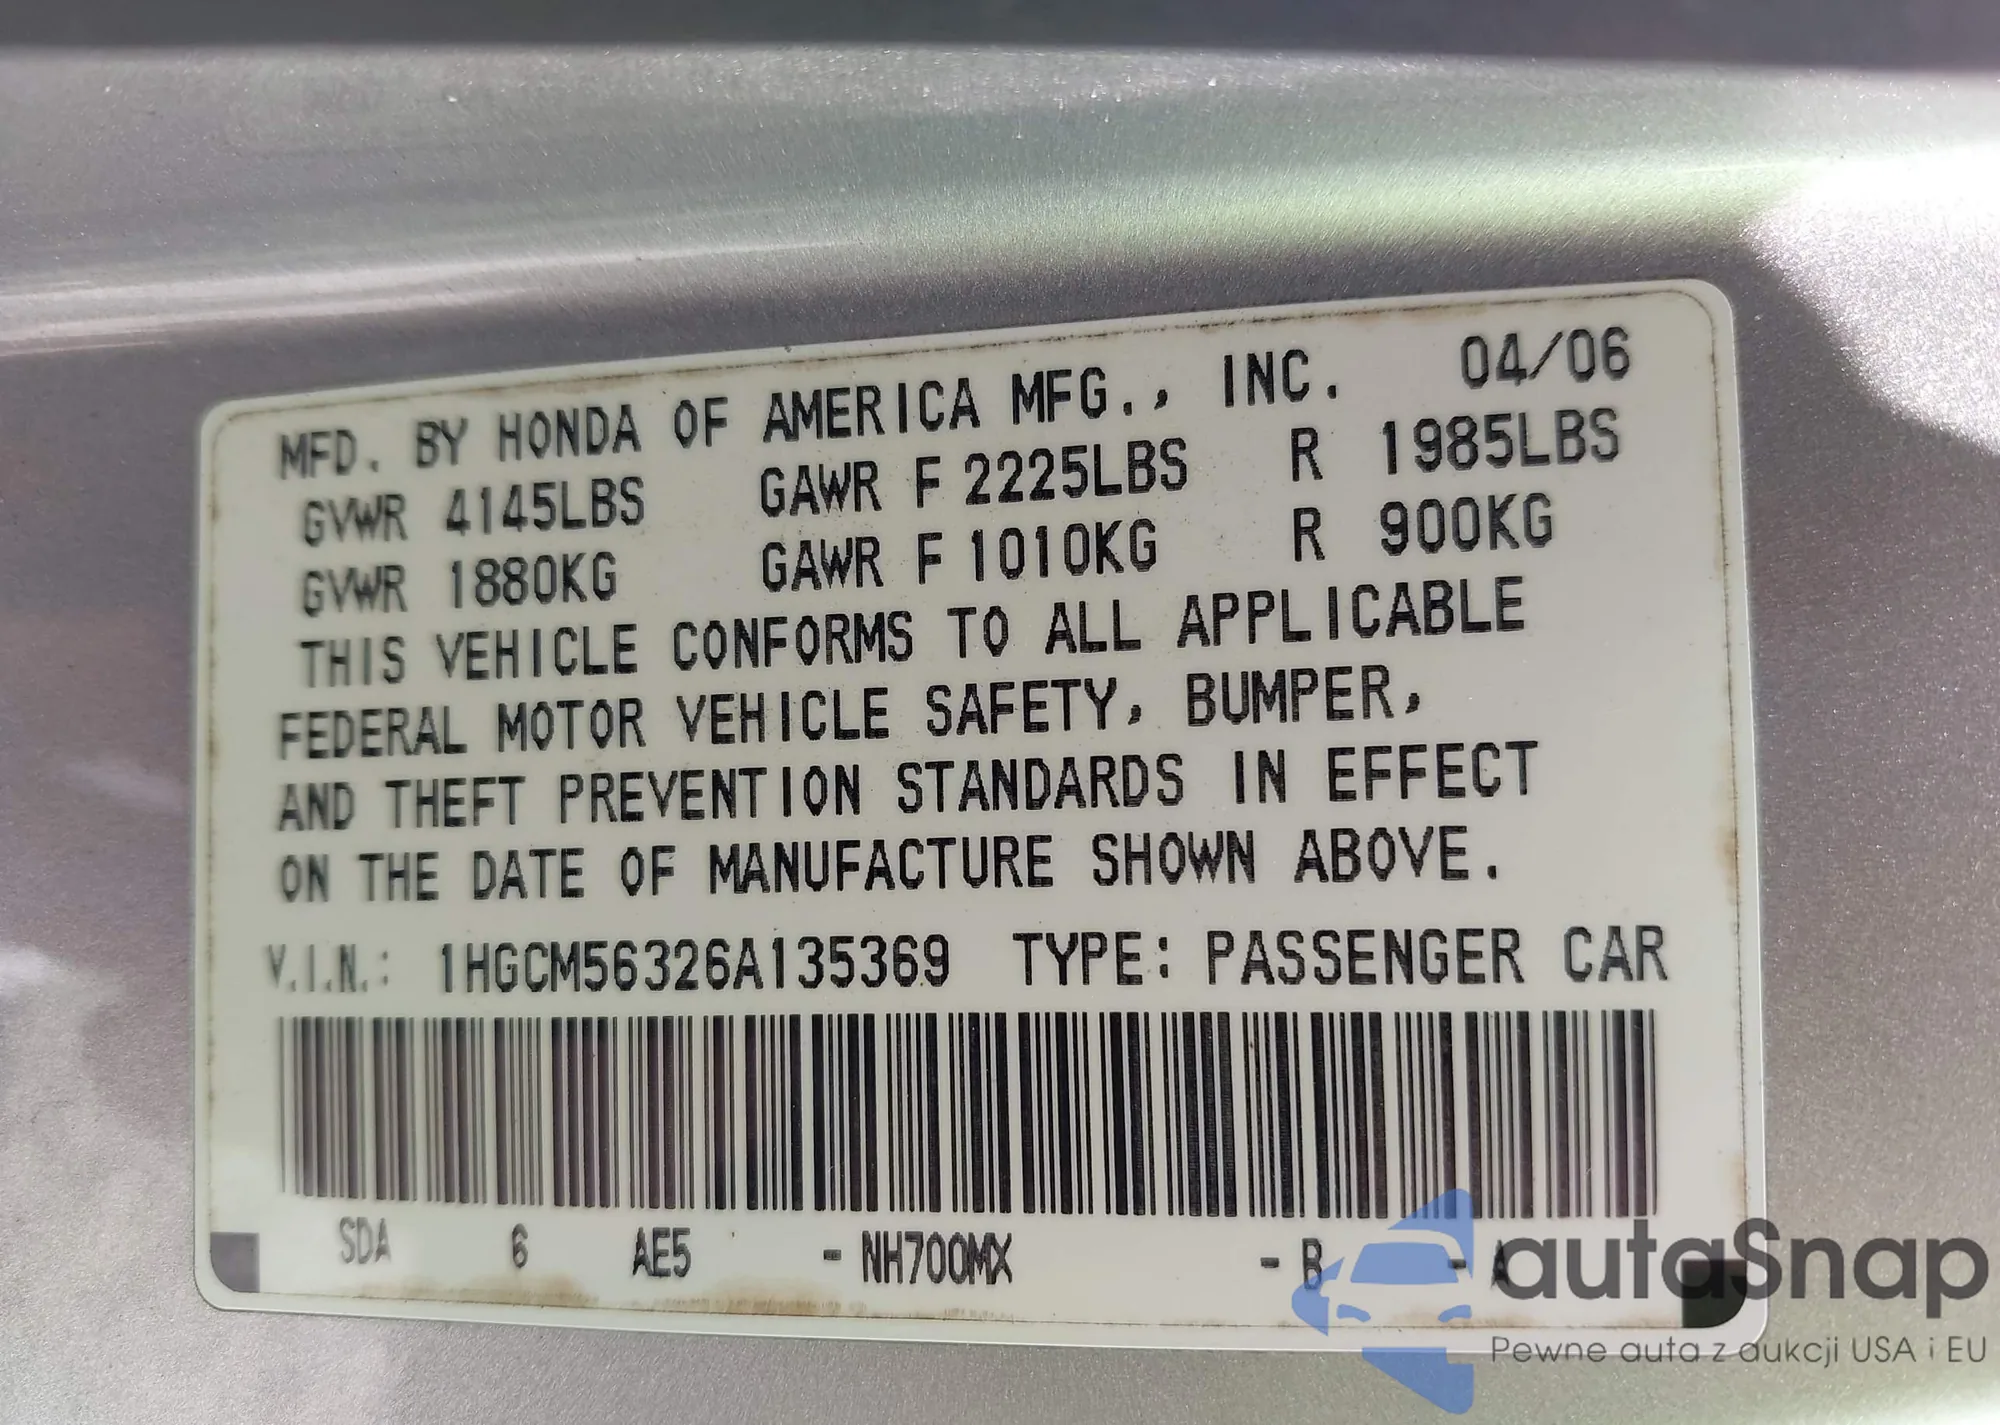 MFD. BY HONDA OF AMERICA MFG., INC. 04/06
GVWR 4145LBS GAWR F 2225LBS R 1985LBS
GVWR 1880KG GAWR F 1010KG R 900KG
THIS VEHICLE CONFORMS TO ALL APPLICABLE
FEDERAL MOTOR VEHICLE SAFETY, BUMPER,
AND THEFT PREVENTION STANDARDS IN EFFECT
ON THE DATE OF MANUFACTURE SHOWN ABOVE.
V.I.N.: 1HGCM56326A135369 TYPE: PASSENGER CAR
SDA 6 AE5 - NH700MX - B - A
autaSnap
Pewne auta z aukcji USA i EU